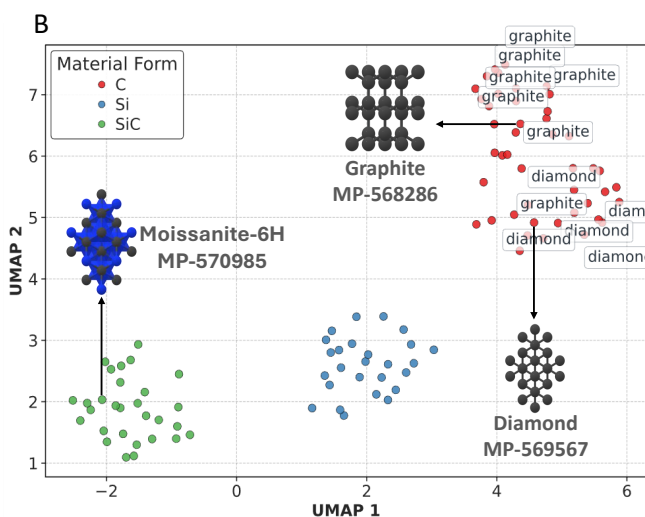 B
Material Form
C
Si
SiC
graphite
graphite
graphite
graphite
graphite
graphite
diamond
graphite
diam
diamond
diamond
diamond
Graphite
MP-568286
Moissanite-6H
MP-570985
Diamond
MP-569567
UMAP 2
7
6
5
4
3
2
1
−2
0
2
4
6
UMAP 1